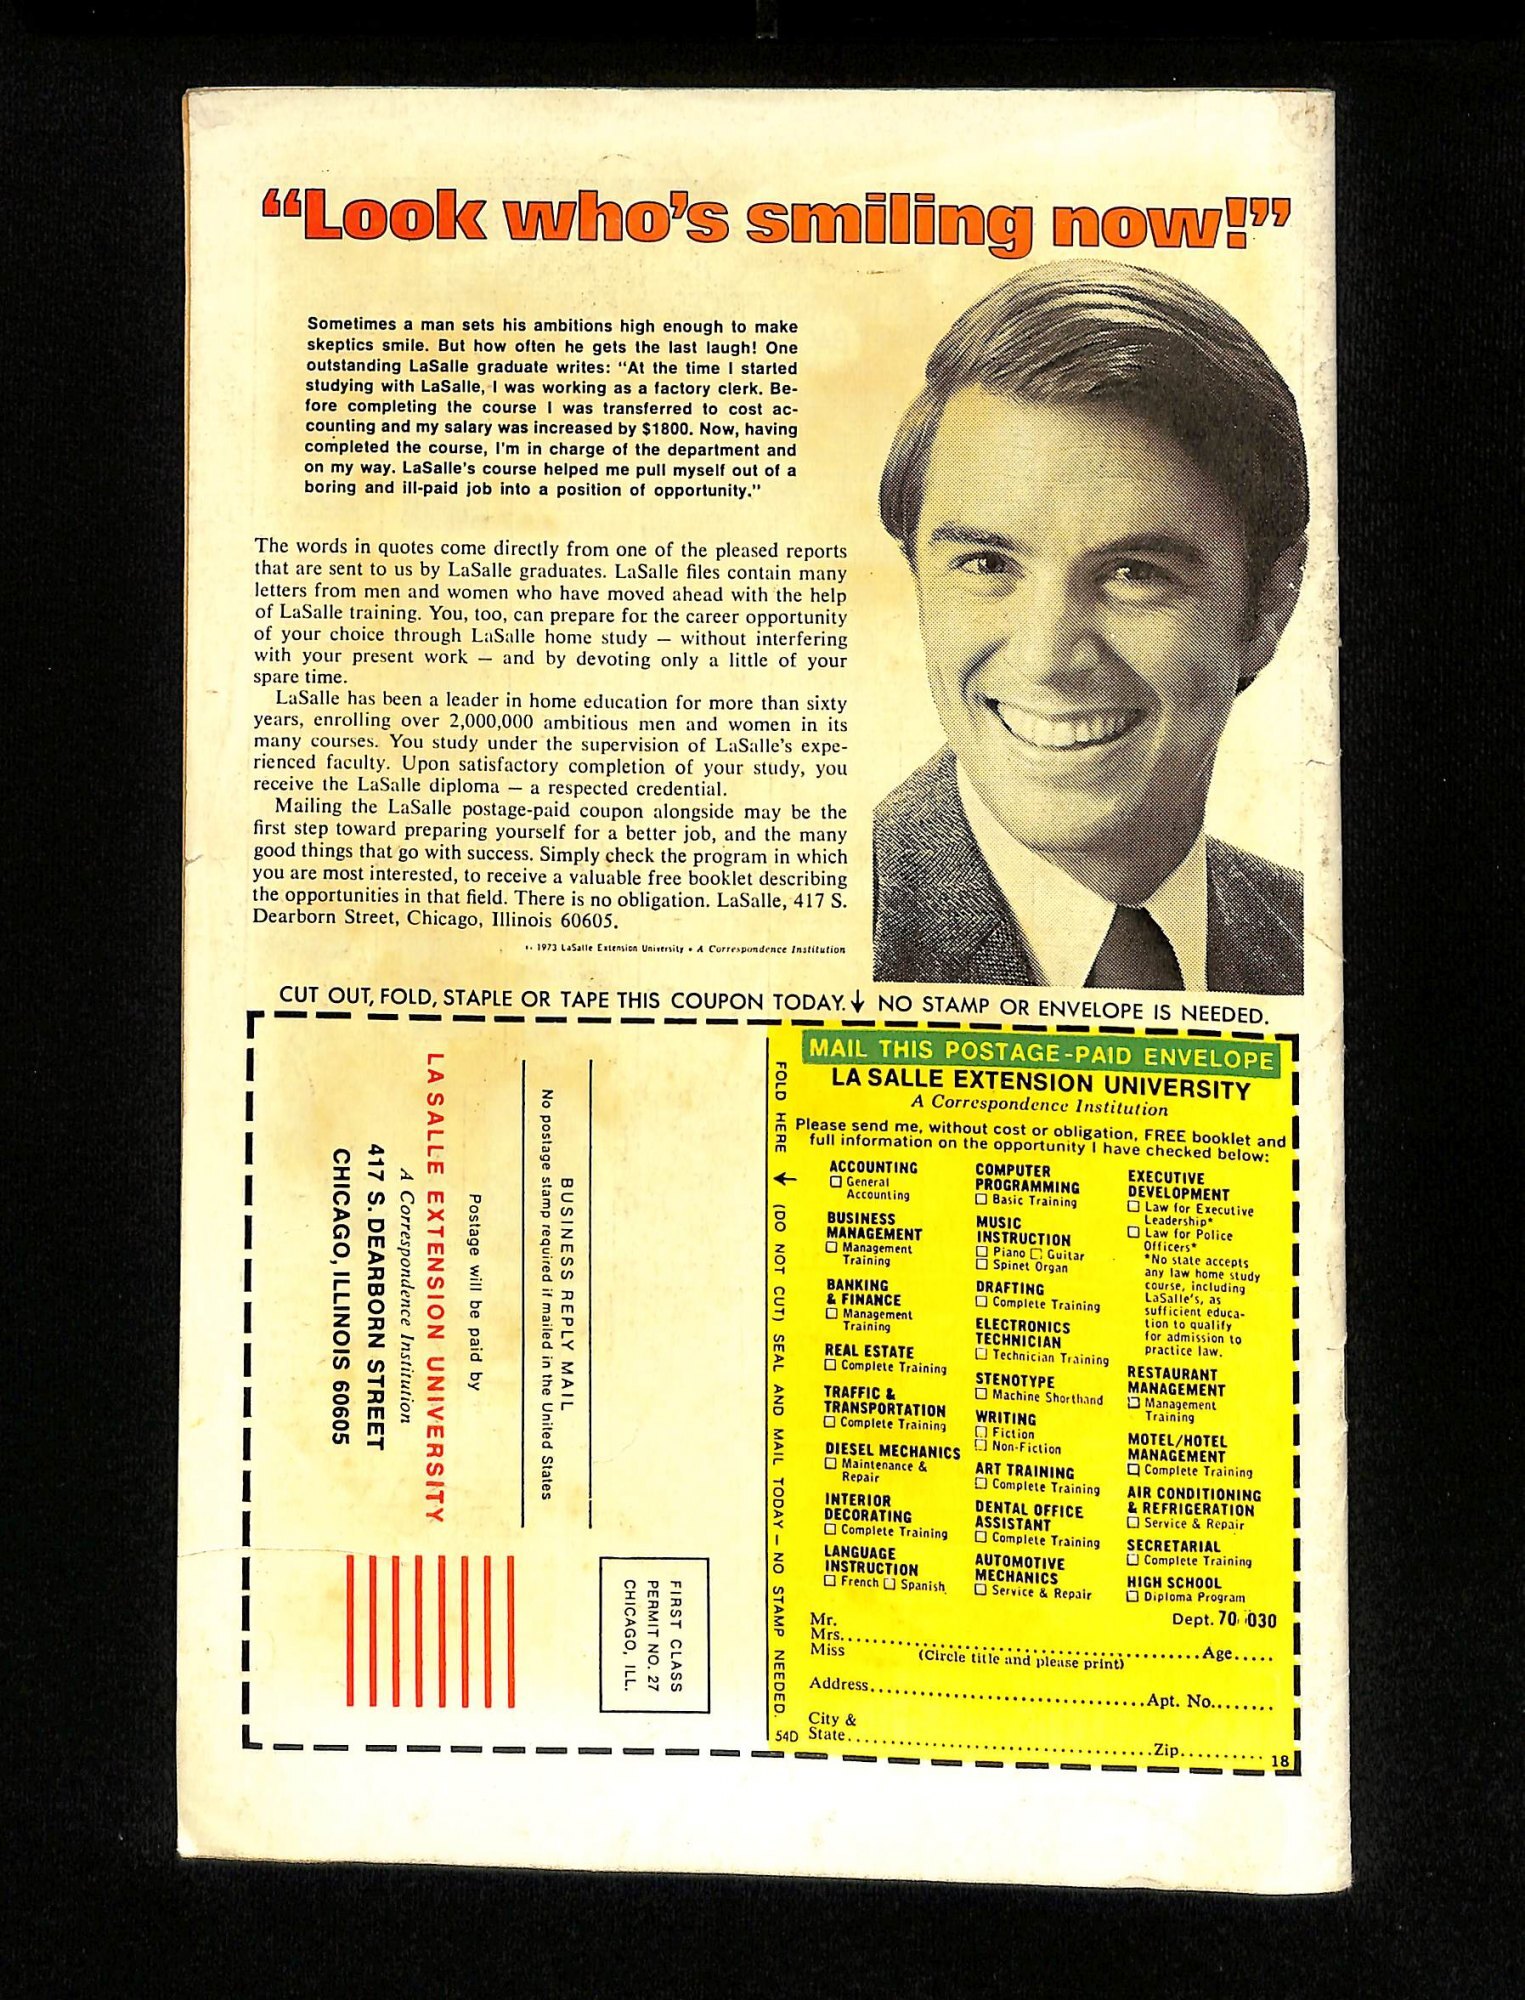 “Look who's smiling now!”
Sometimes a man sets his ambitions high enough to make
skeptics smile. But how often he gets the last laugh! One
outstanding LaSalle graduate writes: “At the time I started
studying with LaSalle, I was working as a factory clerk. Be-
fore completing the course I was transferred to cost ac-
counting and my salary was increased by $1800. Now, having
completed the course, I'm in charge of the department and
on my way. LaSalle's course helped me pull myself out of a
boring and ill-paid job into a position of opportunity.”
The words in quotes come directly from one of the pleased reports
that are sent to us by LaSalle graduates. LaSalle files contain many
letters from men and women who have moved ahead with the help
of LaSalle training. You, too, can prepare for the career opportunity
of your choice through LaSalle home study — without interfering
with your present work — and by devoting only a little of your
spare time.
LaSalle has been a leader in home education for more than sixty
years, enrolling over 2,000,000 ambitious men and women in its
many courses. You study under the supervision of LaSalle's expe-
rienced faculty. Upon satisfactory completion of your study, you
receive the LaSalle diploma — a respected credential.
Mailing the LaSalle postage-paid coupon alongside may be the
first step toward preparing yourself for a better job, and the many
good things that go with success. Simply check the program in which
you are most interested, to receive a valuable free booklet describing
the opportunities in that field. There is no obligation. LaSalle, 417 S.
Dearborn Street, Chicago, Illinois 60605.
1973 LaSalle Extension University • A Correspondence Institution
CUT OUT, FOLD, STAPLE OR TAPE THIS COUPON TODAY. ↓ NO STAMP OR ENVELOPE IS NEEDED.
FIRST CLASS
PERMIT NO. 27
CHICAGO, ILL.
BUSINESS REPLY MAIL
No postage stamp required if mailed in the United States
Postage will be paid by
LASALLE EXTENSION UNIVERSITY
A Correspondence Institution
417 S. DEARBORN STREET
CHICAGO, ILLINOIS 60605
FOLD HERE ← (DO NOT CUT) SEAL AND MAIL TODAY — NO STAMP NEEDED.
54D
MAIL THIS POSTAGE-PAID ENVELOPE
LA SALLE EXTENSION UNIVERSITY
A Correspondence Institution
Please send me, without cost or obligation, FREE booklet and
full information on the opportunity I have checked below:
ACCOUNTING
☐ General
Accounting
BUSINESS
MANAGEMENT
☐ Management
Training
BANKING
& FINANCE
☐ Management
Training
REAL ESTATE
☐ Complete Training
TRAFFIC &
TRANSPORTATION
☐ Complete Training
DIESEL MECHANICS
☐ Maintenance &
Repair
INTERIOR
DECORATING
☐ Complete Training
LANGUAGE
INSTRUCTION
☐ French ☐ Spanish
COMPUTER
PROGRAMMING
☐ Basic Training
MUSIC
INSTRUCTION
☐ Piano ☐ Guitar
☐ Spinet Organ
DRAFTING
☐ Complete Training
ELECTRONICS
TECHNICIAN
☐ Technician Training
STENOTYPE
☐ Machine Shorthand
WRITING
☐ Fiction
☐ Non-Fiction
ART TRAINING
☐ Complete Training
DENTAL OFFICE
ASSISTANT
☐ Complete Training
AUTOMOTIVE
MECHANICS
☐ Service & Repair
EXECUTIVE
DEVELOPMENT
☐ Law for Executive
Leadership*
☐ Law for Police
Officers*
*No state accepts
any law home study
course, including
LaSalle's, as
sufficient educa-
tion to qualify
for admission to
practice law.
RESTAURANT
MANAGEMENT
☐ Management
Training
MOTEL/HOTEL
MANAGEMENT
☐ Complete Training
AIR CONDITIONING
& REFRIGERATION
☐ Service & Repair
SECRETARIAL
☐ Complete Training
HIGH SCHOOL
☐ Diploma Program
Dept. 70-030
Mr.
Mrs. Age
Miss (Circle title and please print)
Address Apt. No.
City &
State Zip
18